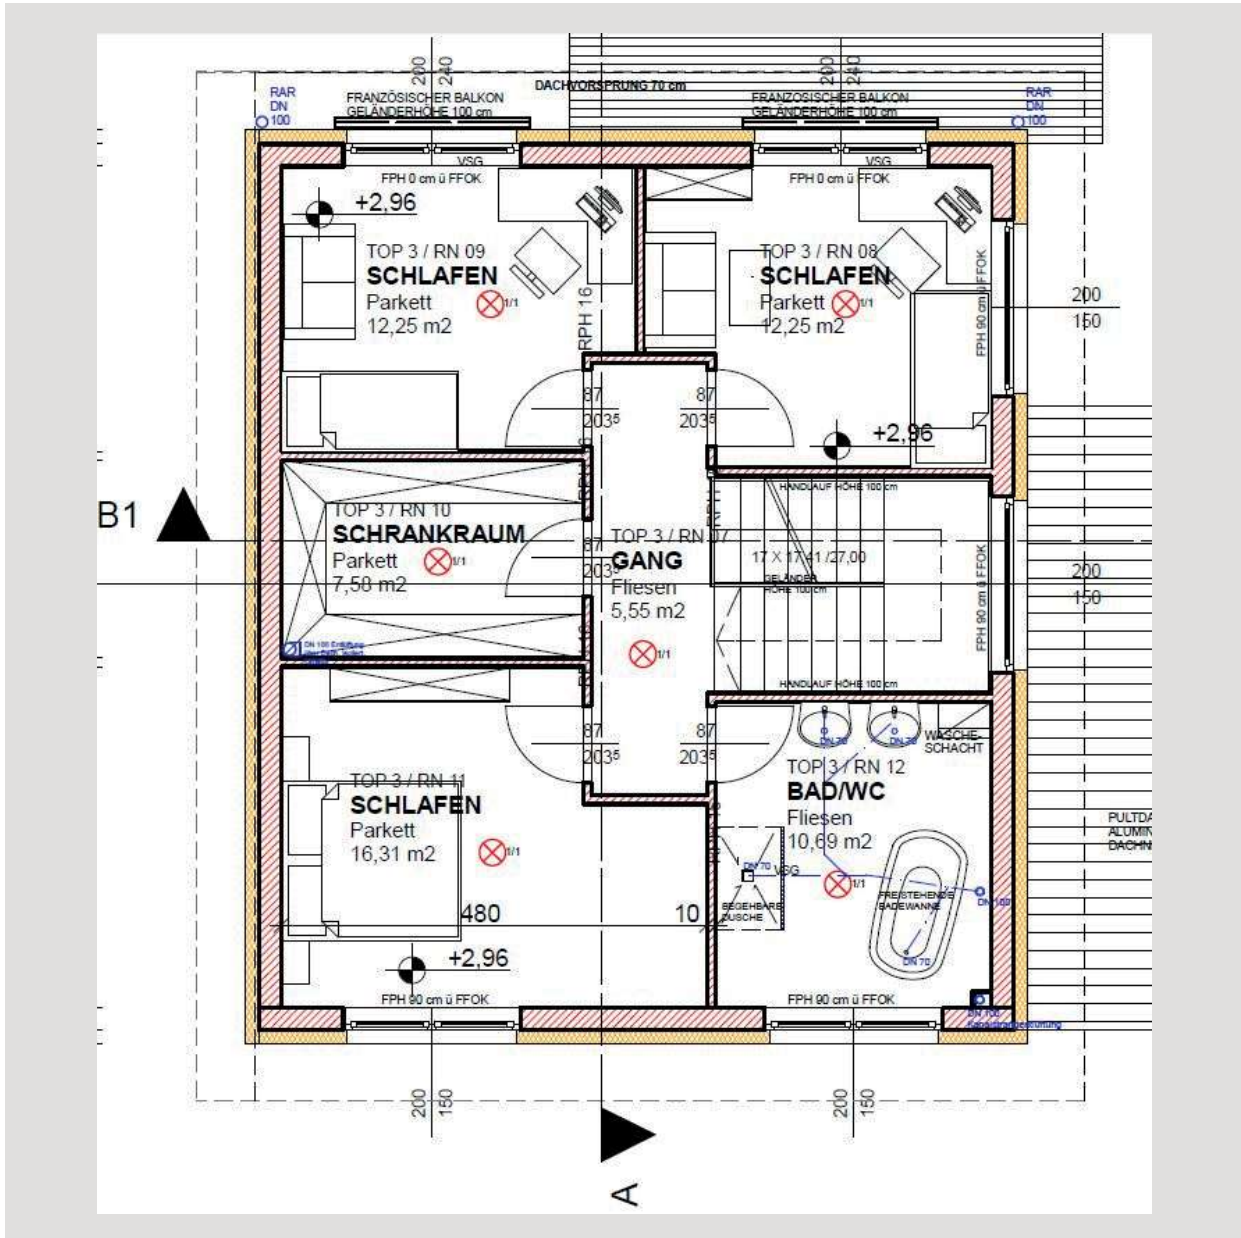 200
240
200
240
DACHVORSPRUNG 70 cm
RAR
DN
100
FRANZÖSISCHER BALKON
GELÄNDERHÖHE 100 cm
FRANZOSISCHER BALKON
GELÄNDERHÖHE 100 cm
RAR
DN
100
VSG
VSG
FPH 0 cm ü FFOK
FPH 0 cm ü FFOK
+2,96
TOP 3 / RN 09
SCHLAFEN
Parkett
12,25 m2
1/1
RPH 16
TOP 3 / RN 08
SCHLAFEN
Parkett
12,25 m2
1/1
FPH 90 cm ü FFOK
200
150
87
203⁵
87
203⁵
+2,96
B1
TOP 3 / RN 10
SCHRANKRAUM
Parkett
7,58 m2
1/1
87
203⁵
TOP 3 / RN 07
GANG
Fliesen
5,55 m2
1/1
HANDLAUF HÖHE 100 cm
17 X 17,41 /27,00
GELÄNDER
HÖHE 100 cm
HANDLAUF HÖHE 100 cm
FPH 90 cm ü FFOK
200
150
87
203⁵
87
203⁵
DN 70
DN 70
WÄSCHE-
SCHACHT
TOP 3 / RN 11
SCHLAFEN
Parkett
16,31 m2
1/1
TOP 3 / RN 12
BAD/WC
Fliesen
10,69 m2
1/1
PULTDA
ALUMIN
DACHN
DN 70
VSG
BEGEHBARE
DUSCHE
FREISTEHENDE
BADEWANNE
DN 100
DN 70
480
10
+2,96
FPH 90 cm ü FFOK
FPH 90 cm ü FFOK
DN 100
200
150
200
150
A